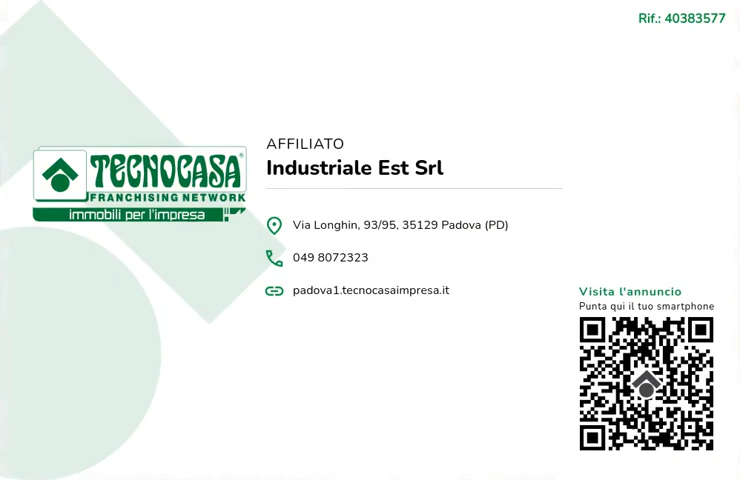 Rif.: 40383577
TECNOCASA®
FRANCHISING NETWORK
immobili per l'impresa
AFFILIATO
Industriale Est Srl
Via Longhin, 93/95, 35129 Padova (PD)
049 8072323
padova1.tecnocasaimpresa.it
Visita l'annuncio
Punta qui il tuo smartphone